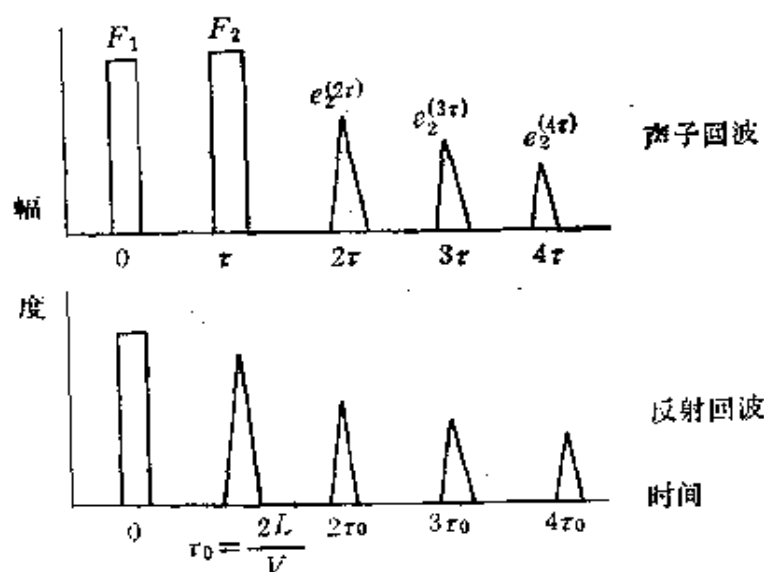 F₁ F₂
e₂^(2τ) e₂^(3τ) e₂^(4τ)
声子回波
幅
0 τ 2τ 3τ 4τ
度
反射回波
时间
0 τ₀=2L/V 2τ₀ 3τ₀ 4τ₀